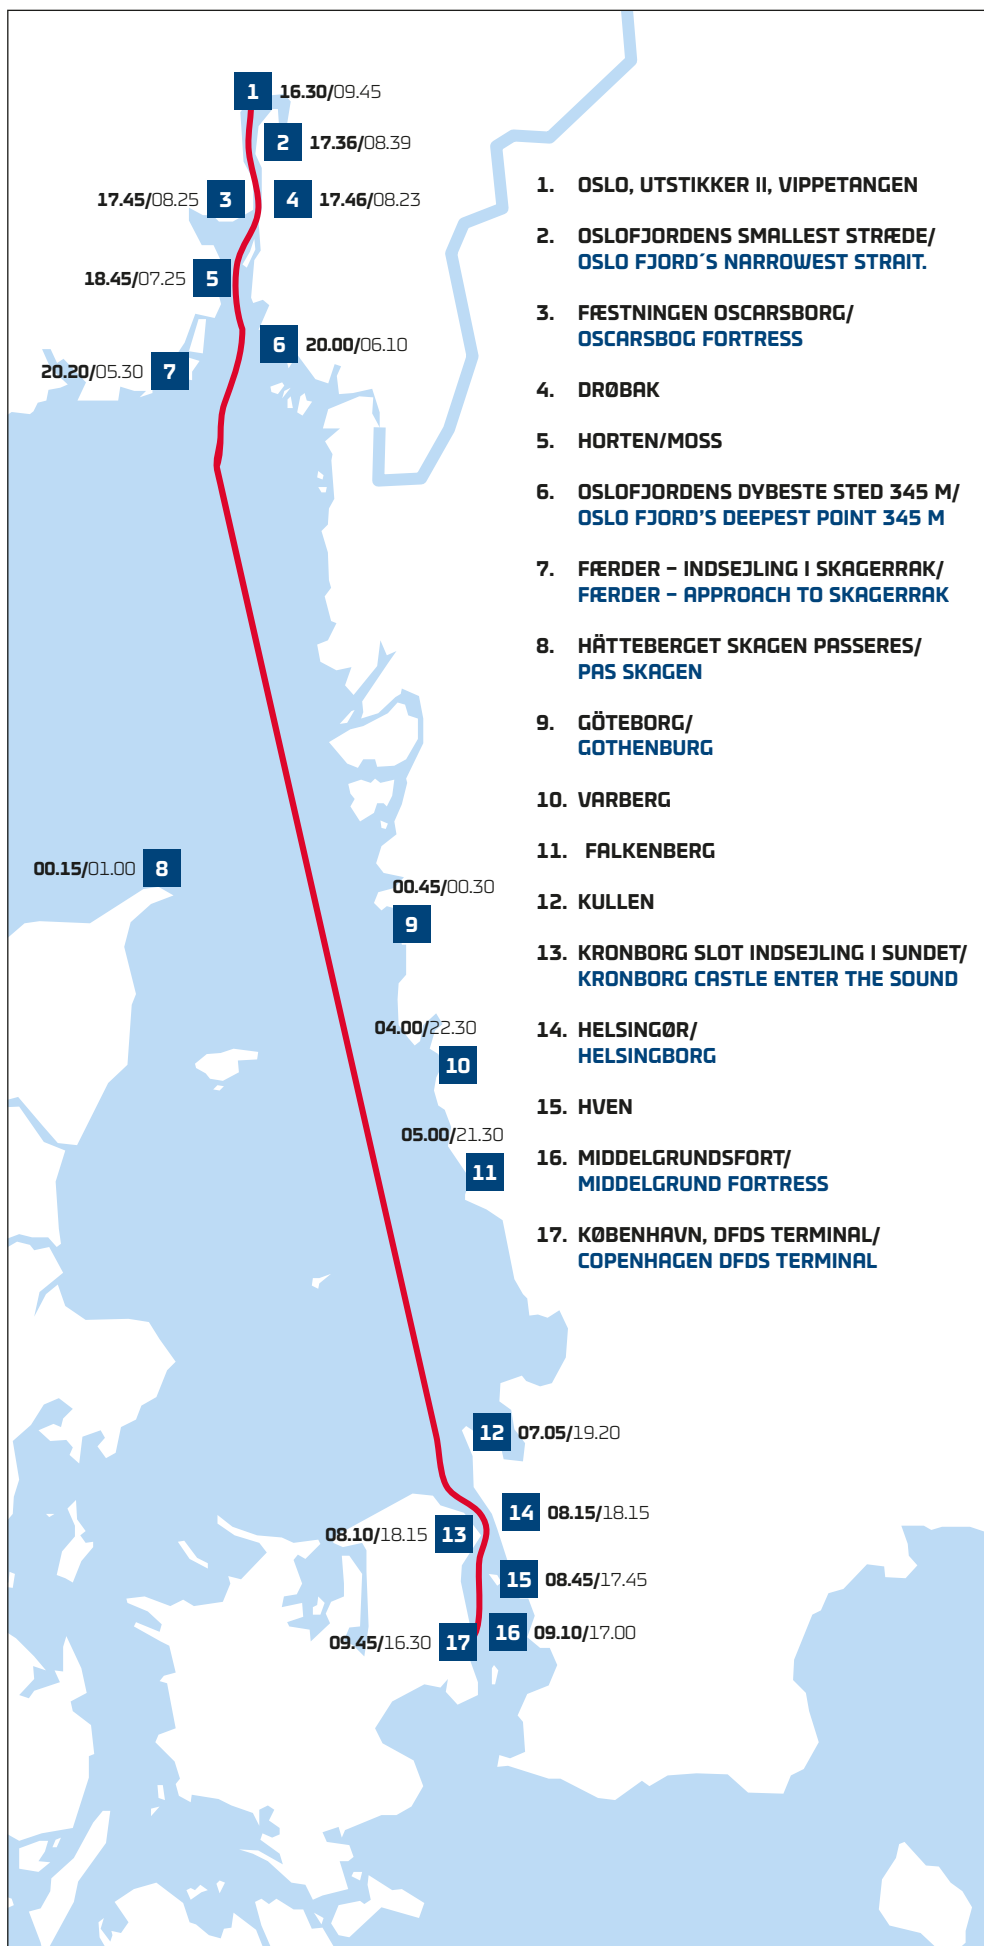 1 16.30/09.45
2 17.36/08.39
17.45/08.25 3
4 17.46/08.23
18.45/07.25 5
6 20.00/06.10
20.20/05.30 7
00.15/01.00 8
00.45/00.30
9
04.00/22.30
10
05.00/21.30
11
12 07.05/19.20
14 08.15/18.15
08.10/18.15 13
15 08.45/17.45
16 09.10/17.00
09.45/16.30 17
1. OSLO, UTSTIKKER II, VIPPETANGEN
2. OSLOFJORDENS SMALLEST STRÆDE/
OSLO FJORD´S NARROWEST STRAIT.
3. FÆSTNINGEN OSCARSBORG/
OSCARSBOG FORTRESS
4. DRØBAK
5. HORTEN/MOSS
6. OSLOFJORDENS DYBESTE STED 345 M/
OSLO FJORD'S DEEPEST POINT 345 M
7. FÆRDER – INDSEJLING I SKAGERRAK/
FÆRDER – APPROACH TO SKAGERRAK
8. HÄTTEBERGET SKAGEN PASSERES/
PAS SKAGEN
9. GÖTEBORG/
GOTHENBURG
10. VARBERG
11. FALKENBERG
12. KULLEN
13. KRONBORG SLOT INDSEJLING I SUNDET/
KRONBORG CASTLE ENTER THE SOUND
14. HELSINGØR/
HELSINGBORG
15. HVEN
16. MIDDELGRUNDSFORT/
MIDDELGRUND FORTRESS
17. KØBENHAVN, DFDS TERMINAL/
COPENHAGEN DFDS TERMINAL